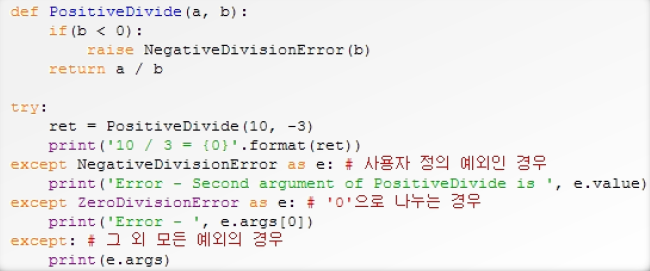 def PositiveDivide(a, b):
    if(b < 0):
        raise NegativeDivisionError(b)
    return a / b

try:
    ret = PositiveDivide(10, -3)
    print('10 / 3 = {0}'.format(ret))
except NegativeDivisionError as e: # 사용자 정의 예외인 경우
    print('Error - Second argument of PositiveDivide is ', e.value)
except ZeroDivisionError as e: # '0'으로 나누는 경우
    print('Error - ', e.args[0])
except: # 그 외 모든 예외의 경우
    print(e.args)